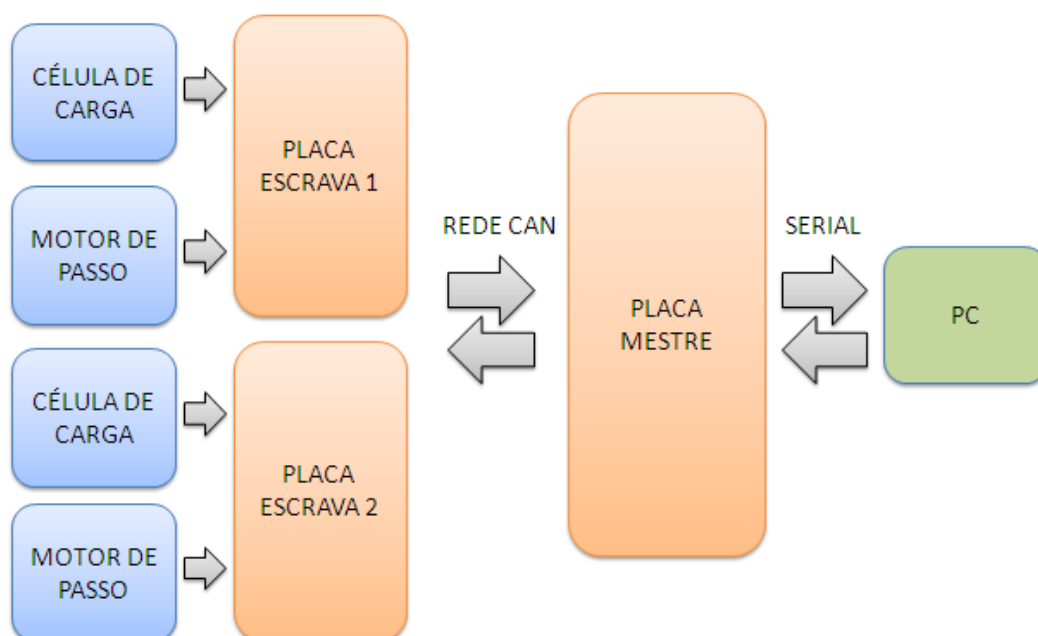 CÉLULA DE
CARGA
PLACA
ESCRAVA 1
MOTOR DE
PASSO
CÉLULA DE
CARGA
PLACA
ESCRAVA 2
MOTOR DE
PASSO
REDE CAN
PLACA
MESTRE
SERIAL
PC